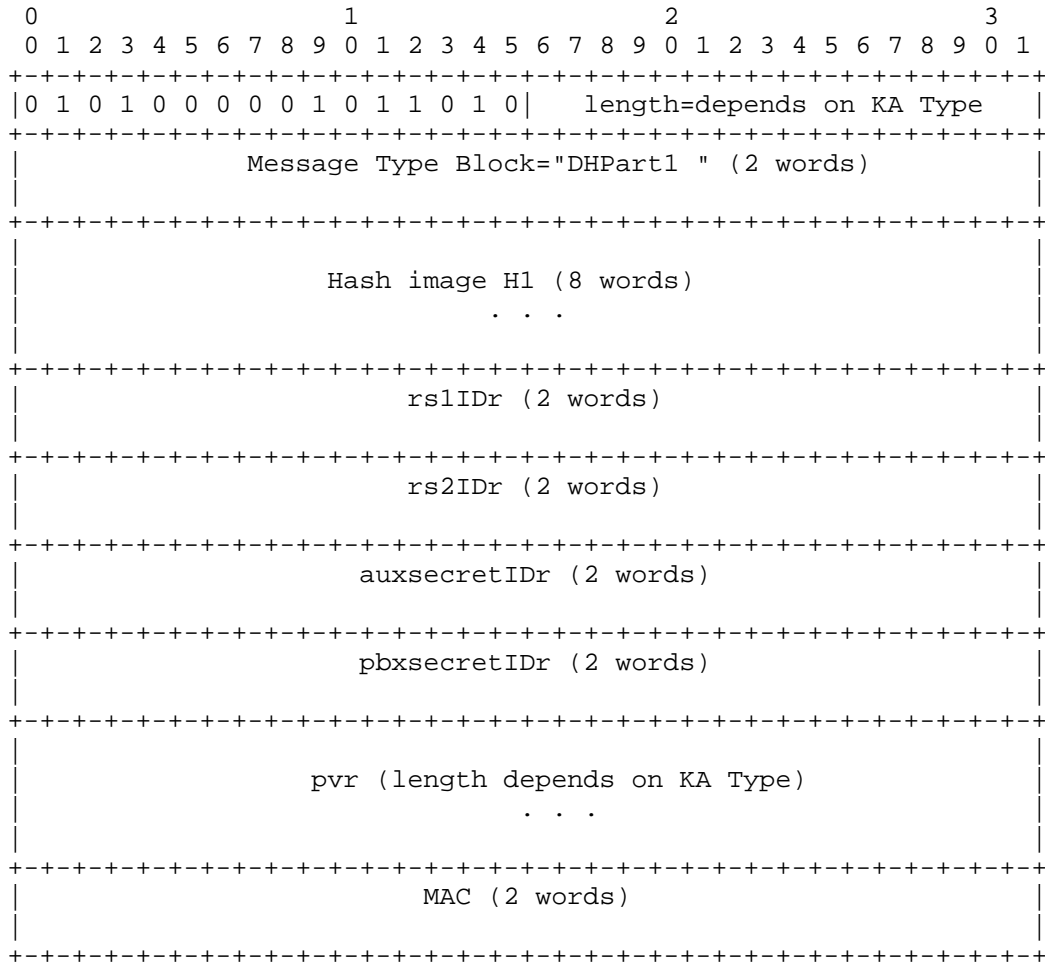 0                   1                   2                   3
 0 1 2 3 4 5 6 7 8 9 0 1 2 3 4 5 6 7 8 9 0 1 2 3 4 5 6 7 8 9 0 1
+-+-+-+-+-+-+-+-+-+-+-+-+-+-+-+-+-+-+-+-+-+-+-+-+-+-+-+-+-+-+-+-+
|0 1 0 1 0 0 0 0 0 1 0 1 1 0 1 0|   length=depends on KA Type   |
+-+-+-+-+-+-+-+-+-+-+-+-+-+-+-+-+-+-+-+-+-+-+-+-+-+-+-+-+-+-+-+-+
|              Message Type Block="DHPart1 " (2 words)          |
|                                                               |
+-+-+-+-+-+-+-+-+-+-+-+-+-+-+-+-+-+-+-+-+-+-+-+-+-+-+-+-+-+-+-+-+
|                                                               |
|                   Hash image H1 (8 words)                     |
|                             . . .                             |
|                                                               |
+-+-+-+-+-+-+-+-+-+-+-+-+-+-+-+-+-+-+-+-+-+-+-+-+-+-+-+-+-+-+-+-+
|                        rs1IDr (2 words)                       |
|                                                               |
+-+-+-+-+-+-+-+-+-+-+-+-+-+-+-+-+-+-+-+-+-+-+-+-+-+-+-+-+-+-+-+-+
|                        rs2IDr (2 words)                       |
|                                                               |
+-+-+-+-+-+-+-+-+-+-+-+-+-+-+-+-+-+-+-+-+-+-+-+-+-+-+-+-+-+-+-+-+
|                     auxsecretIDr (2 words)                    |
|                                                               |
+-+-+-+-+-+-+-+-+-+-+-+-+-+-+-+-+-+-+-+-+-+-+-+-+-+-+-+-+-+-+-+-+
|                     pbxsecretIDr (2 words)                    |
|                                                               |
+-+-+-+-+-+-+-+-+-+-+-+-+-+-+-+-+-+-+-+-+-+-+-+-+-+-+-+-+-+-+-+-+
|                                                               |
|                  pvr (length depends on KA Type)              |
|                               . . .                           |
|                                                               |
+-+-+-+-+-+-+-+-+-+-+-+-+-+-+-+-+-+-+-+-+-+-+-+-+-+-+-+-+-+-+-+-+
|                         MAC (2 words)                         |
|                                                               |
+-+-+-+-+-+-+-+-+-+-+-+-+-+-+-+-+-+-+-+-+-+-+-+-+-+-+-+-+-+-+-+-+